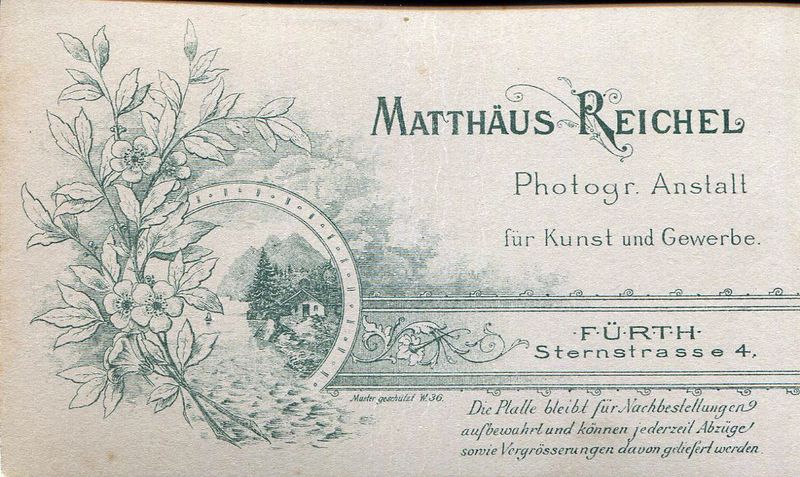 MATTHÄUS REICHEL
Photogr. Anstalt
für Kunst und Gewerbe.
·FÜRTH·
Sternstrasse 4.
Muster geschützt W. 36.
Die Platte bleibt für Nachbestellungen
aufbewahrt und können jederzeit Abzüge
sowie Vergrösserungen davon geliefert werden.